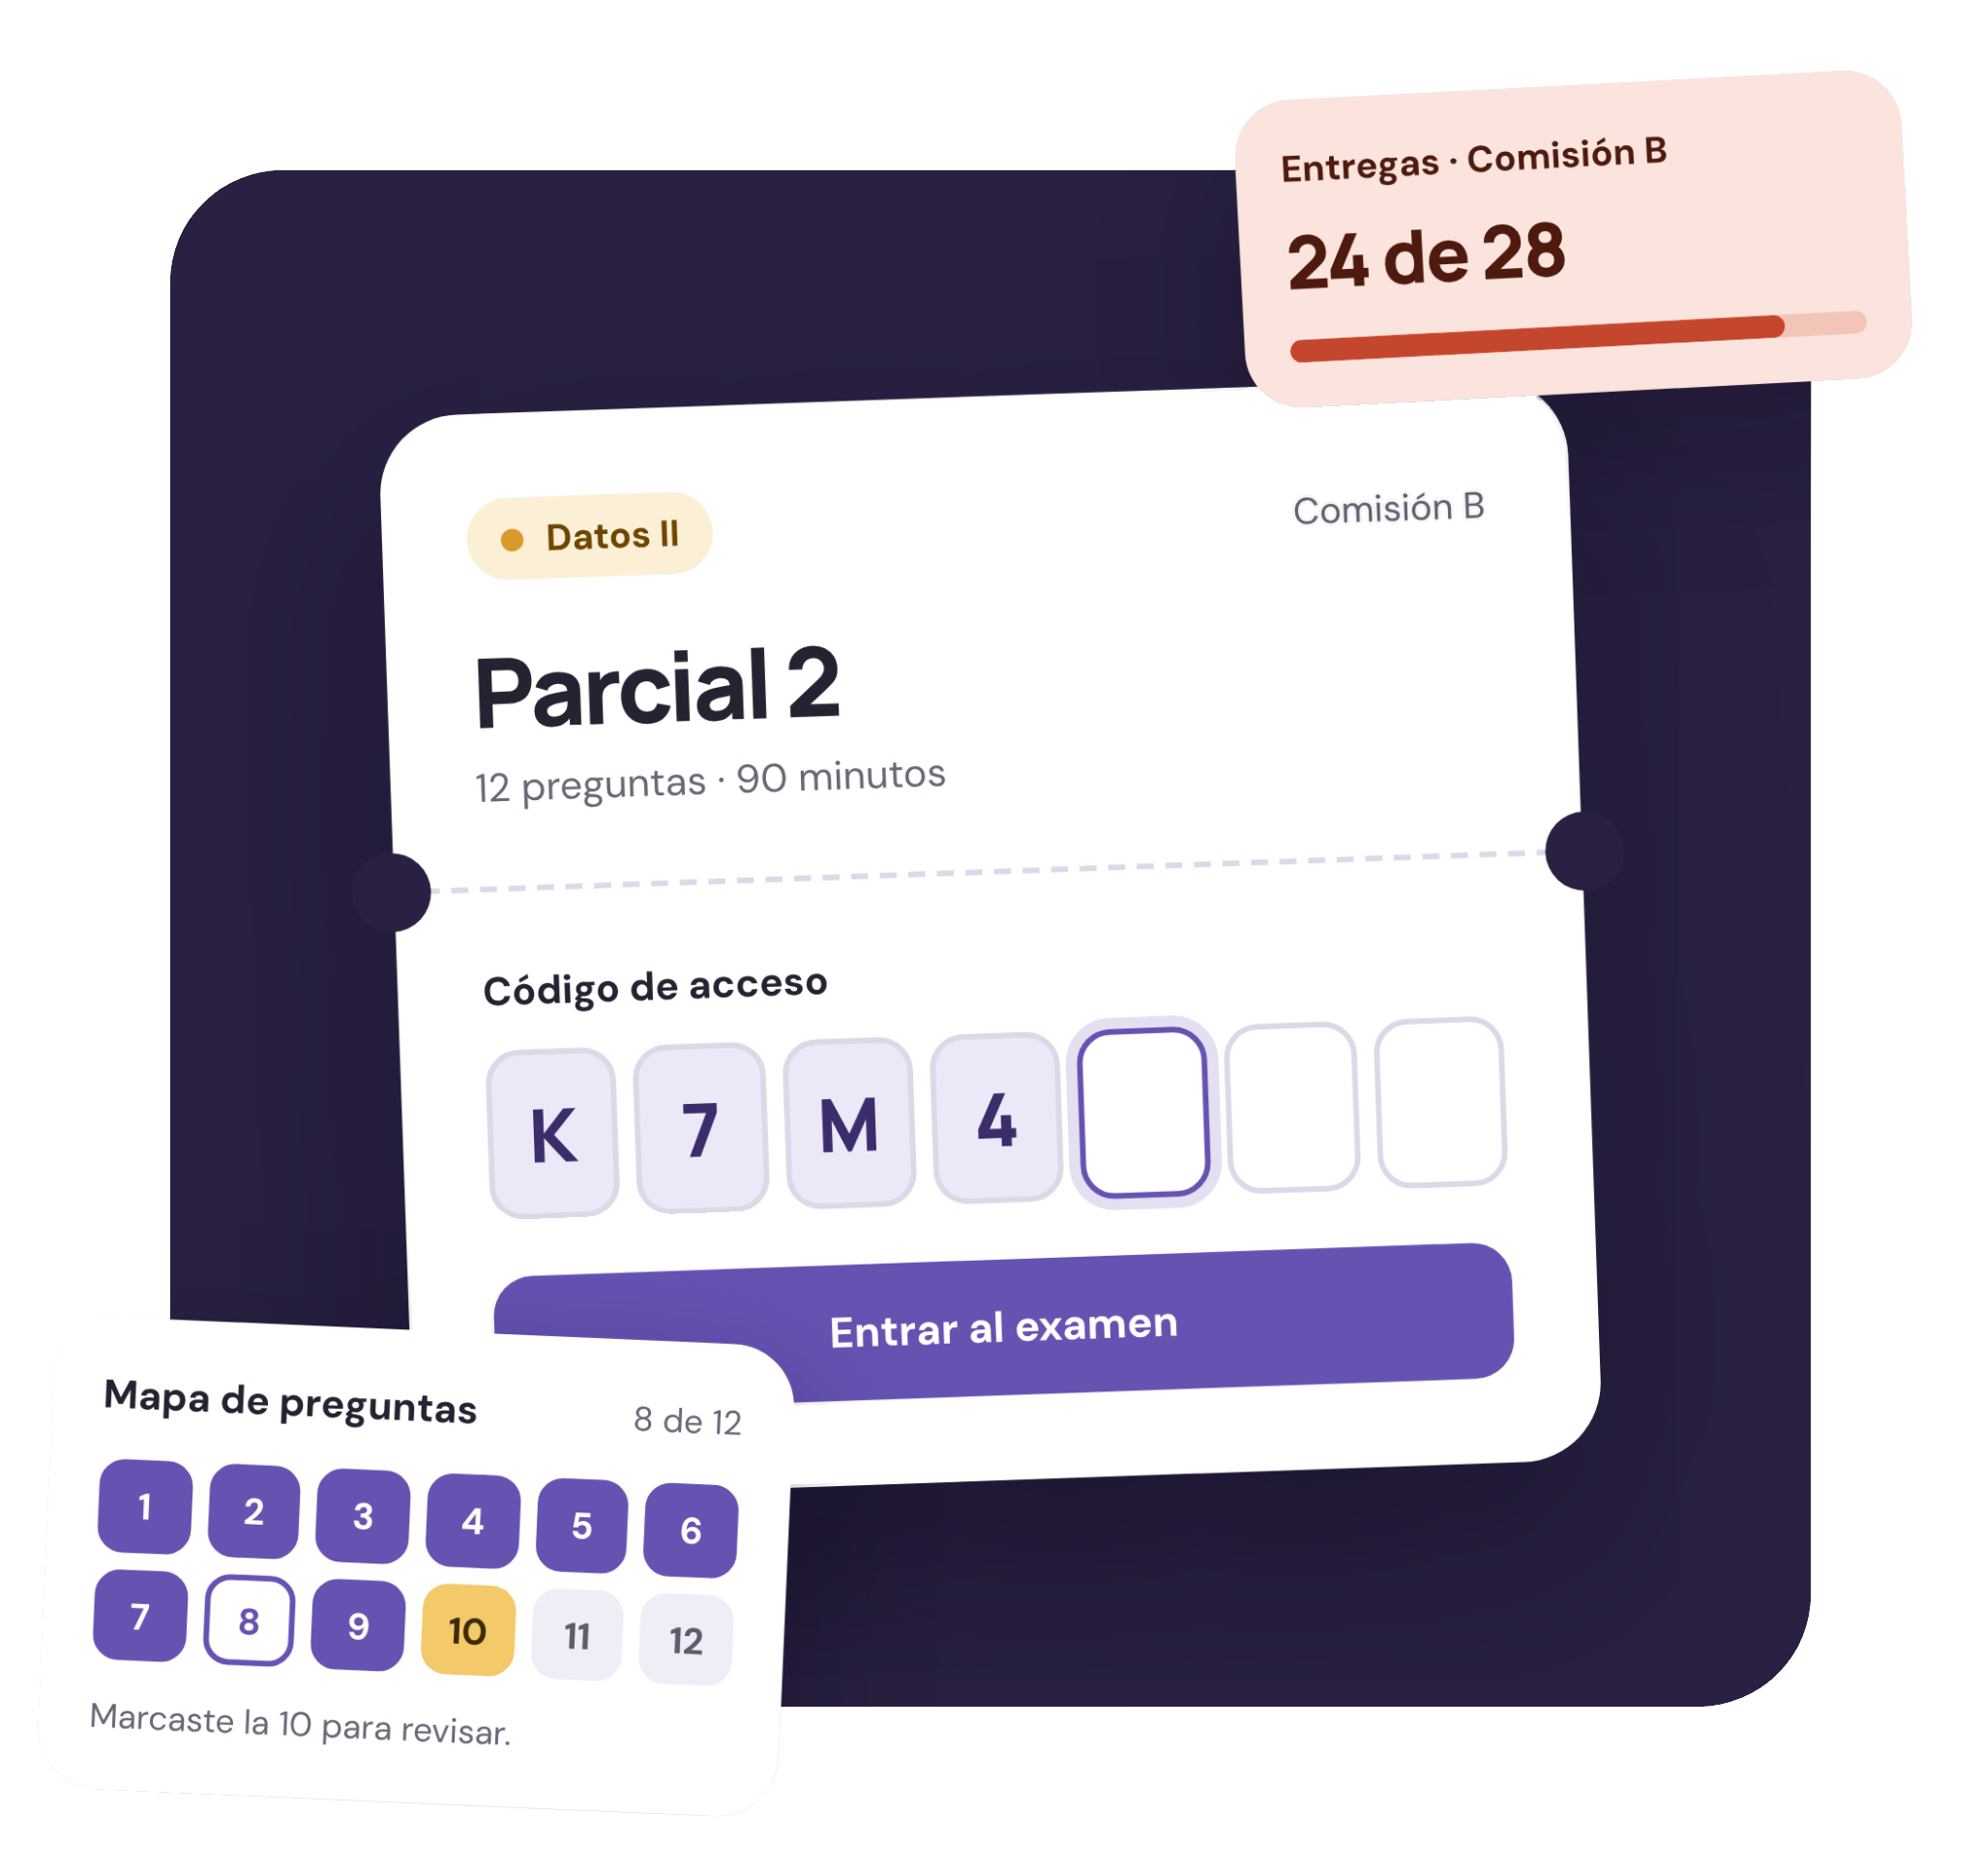 Entregas · Comisión B
24 de 28
Datos II
Comisión B
Parcial 2
12 preguntas · 90 minutos
Código de acceso
K 7 M 4
Entrar al examen
Mapa de preguntas
8 de 12
1 2 3 4 5 6
7 8 9 10 11 12
Marcaste la 10 para revisar.